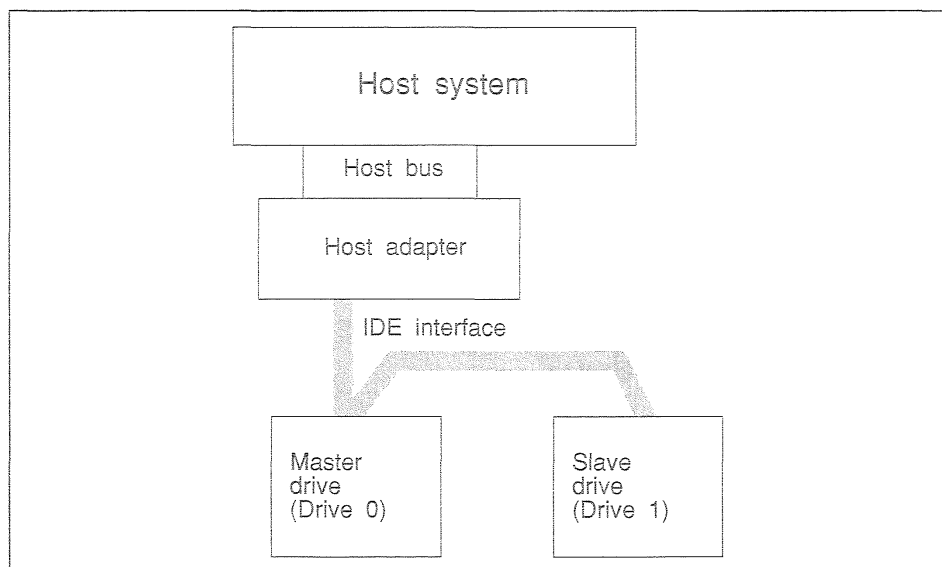 Host system
Host bus
Host adapter
IDE interface
Master
drive
(Drive 0)
Slave
drive
(Drive 1)